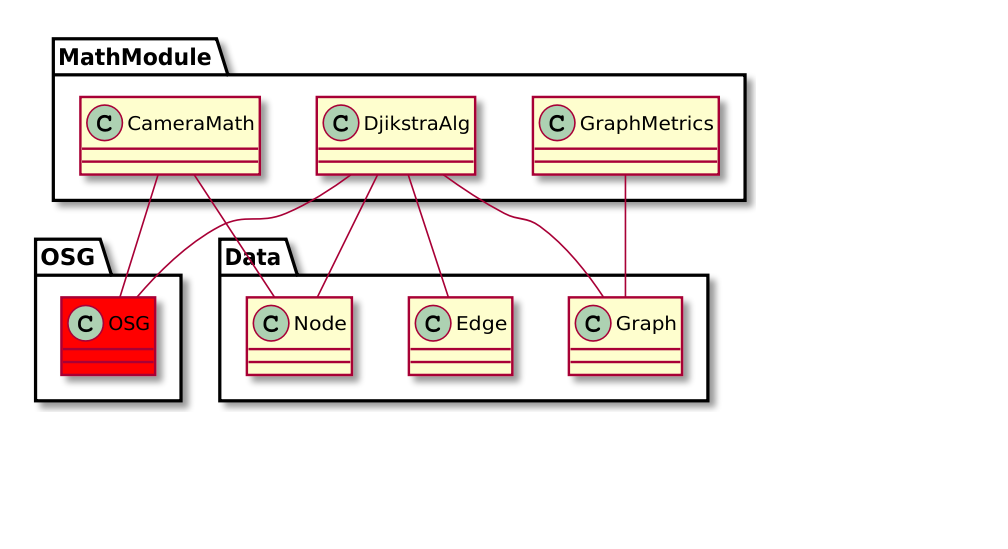 MathModule
C CameraMath
C DjikstraAlg
C GraphMetrics
OSG
Data
C OSG
C Node
C Edge
C Graph